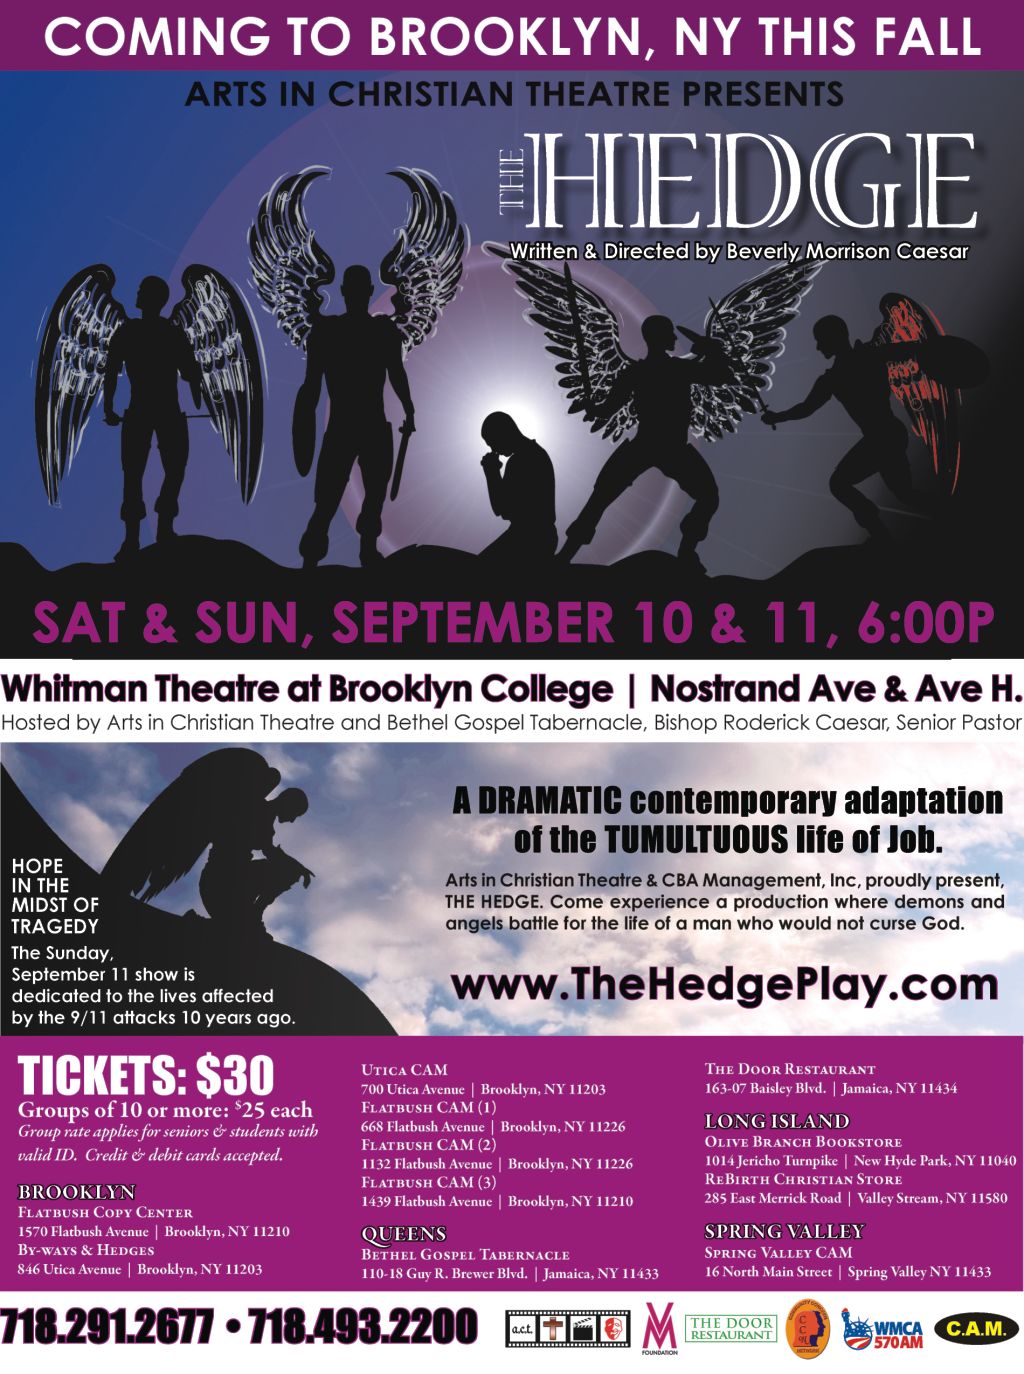 COMING TO BROOKLYN, NY THIS FALL
ARTS IN CHRISTIAN THEATRE PRESENTS
THE HEDGE
Written & Directed by Beverly Morrison Caesar
SAT & SUN, SEPTEMBER 10 & 11, 6:00P
Whitman Theatre at Brooklyn College | Nostrand Ave & Ave H.
Hosted by Arts in Christian Theatre and Bethel Gospel Tabernacle, Bishop Roderick Caesar, Senior Pastor
A DRAMATIC contemporary adaptation
of the TUMULTUOUS life of Job.
Arts in Christian Theatre & CBA Management, Inc, proudly present,
THE HEDGE. Come experience a production where demons and
angels battle for the life of a man who would not curse God.
www.TheHedgePlay.com
HOPE
IN THE
MIDST OF
TRAGEDY
The Sunday,
September 11 show is
dedicated to the lives affected
by the 9/11 attacks 10 years ago.
TICKETS: $30
Groups of 10 or more: $25 each
Group rate applies for seniors & students with
valid ID. Credit & debit cards accepted.
BROOKLYN
FLATBUSH COPY CENTER
1570 Flatbush Avenue | Brooklyn, NY 11210
BY-WAYS & HEDGES
846 Utica Avenue | Brooklyn, NY 11203
UTICA CAM
700 Utica Avenue | Brooklyn, NY 11203
FLATBUSH CAM (1)
668 Flatbush Avenue | Brooklyn, NY 11226
FLATBUSH CAM (2)
1132 Flatbush Avenue | Brooklyn, NY 11226
FLATBUSH CAM (3)
1439 Flatbush Avenue | Brooklyn, NY 11210
QUEENS
BETHEL GOSPEL TABERNACLE
110-18 Guy R. Brewer Blvd. | Jamaica, NY 11433
THE DOOR RESTAURANT
163-07 Baisley Blvd. | Jamaica, NY 11434
LONG ISLAND
OLIVE BRANCH BOOKSTORE
1014 Jericho Turnpike | New Hyde Park, NY 11040
REBIRTH CHRISTIAN STORE
285 East Merrick Road | Valley Stream, NY 11580
SPRING VALLEY
SPRING VALLEY CAM
16 North Main Street | Spring Valley NY 11433
718.291.2677 • 718.493.2200
a.c.t.
FOUNDATION
THE DOOR
RESTAURANT
NETWORK
WMCA
570AM
C.A.M.